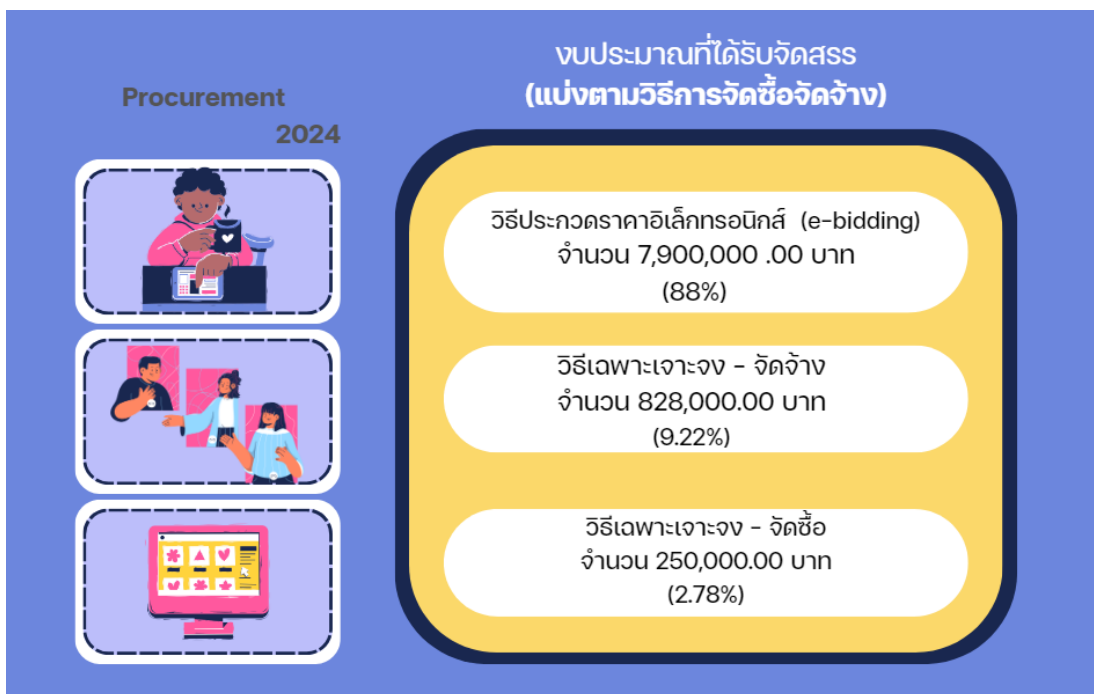 Procurement
2024
งบประมาณที่ได้รับจัดสรร
(แบ่งตามวิธีการจัดซื้อจัดจ้าง)
วิธีประกวดราคาอิเล็กทรอนิกส์ (e-bidding)
จำนวน 7,900,000 .00 บาท
(88%)
วิธีเฉพาะเจาะจง - จัดจ้าง
จำนวน 828,000.00 บาท
(9.22%)
วิธีเฉพาะเจาะจง - จัดซื้อ
จำนวน 250,000.00 บาท
(2.78%)